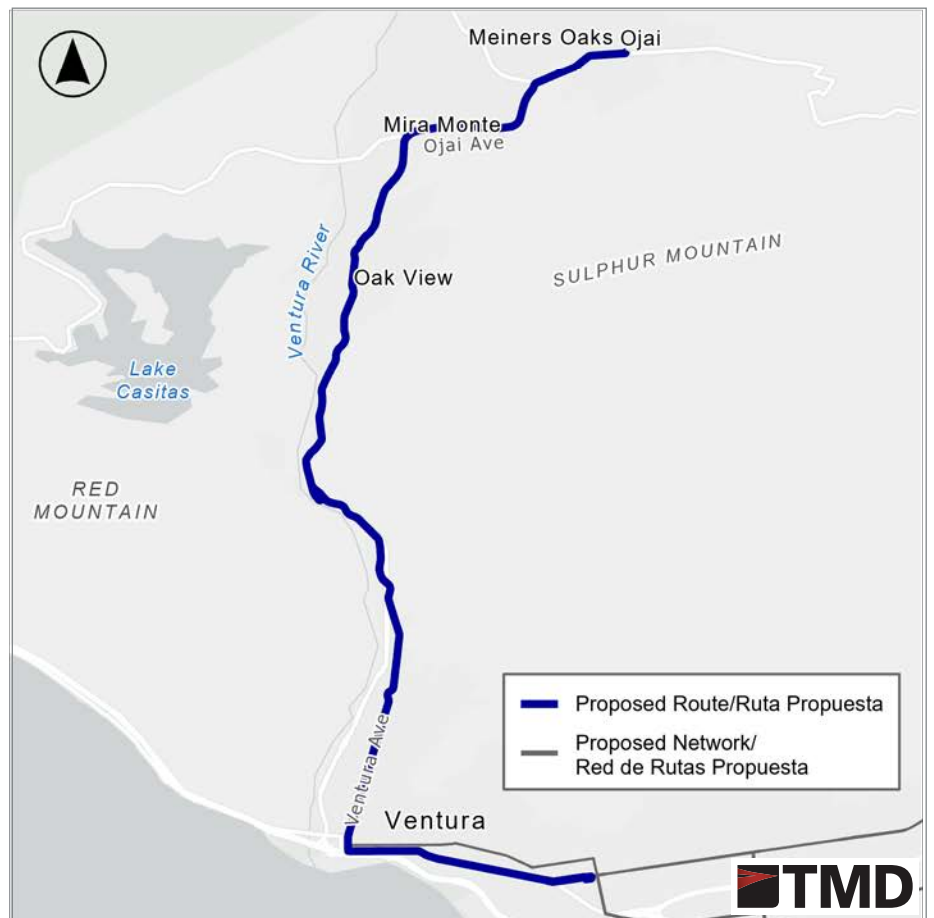 Meiners Oaks Ojai
Mira Monte
Ojai Ave
SULPHUR MOUNTAIN
Ventura River
Oak View
Lake
Casitas
RED
MOUNTAIN
Proposed Route/Ruta Propuesta
Proposed Network/
Red de Rutas Propuesta
Ventura Ave
Ventura
TMD